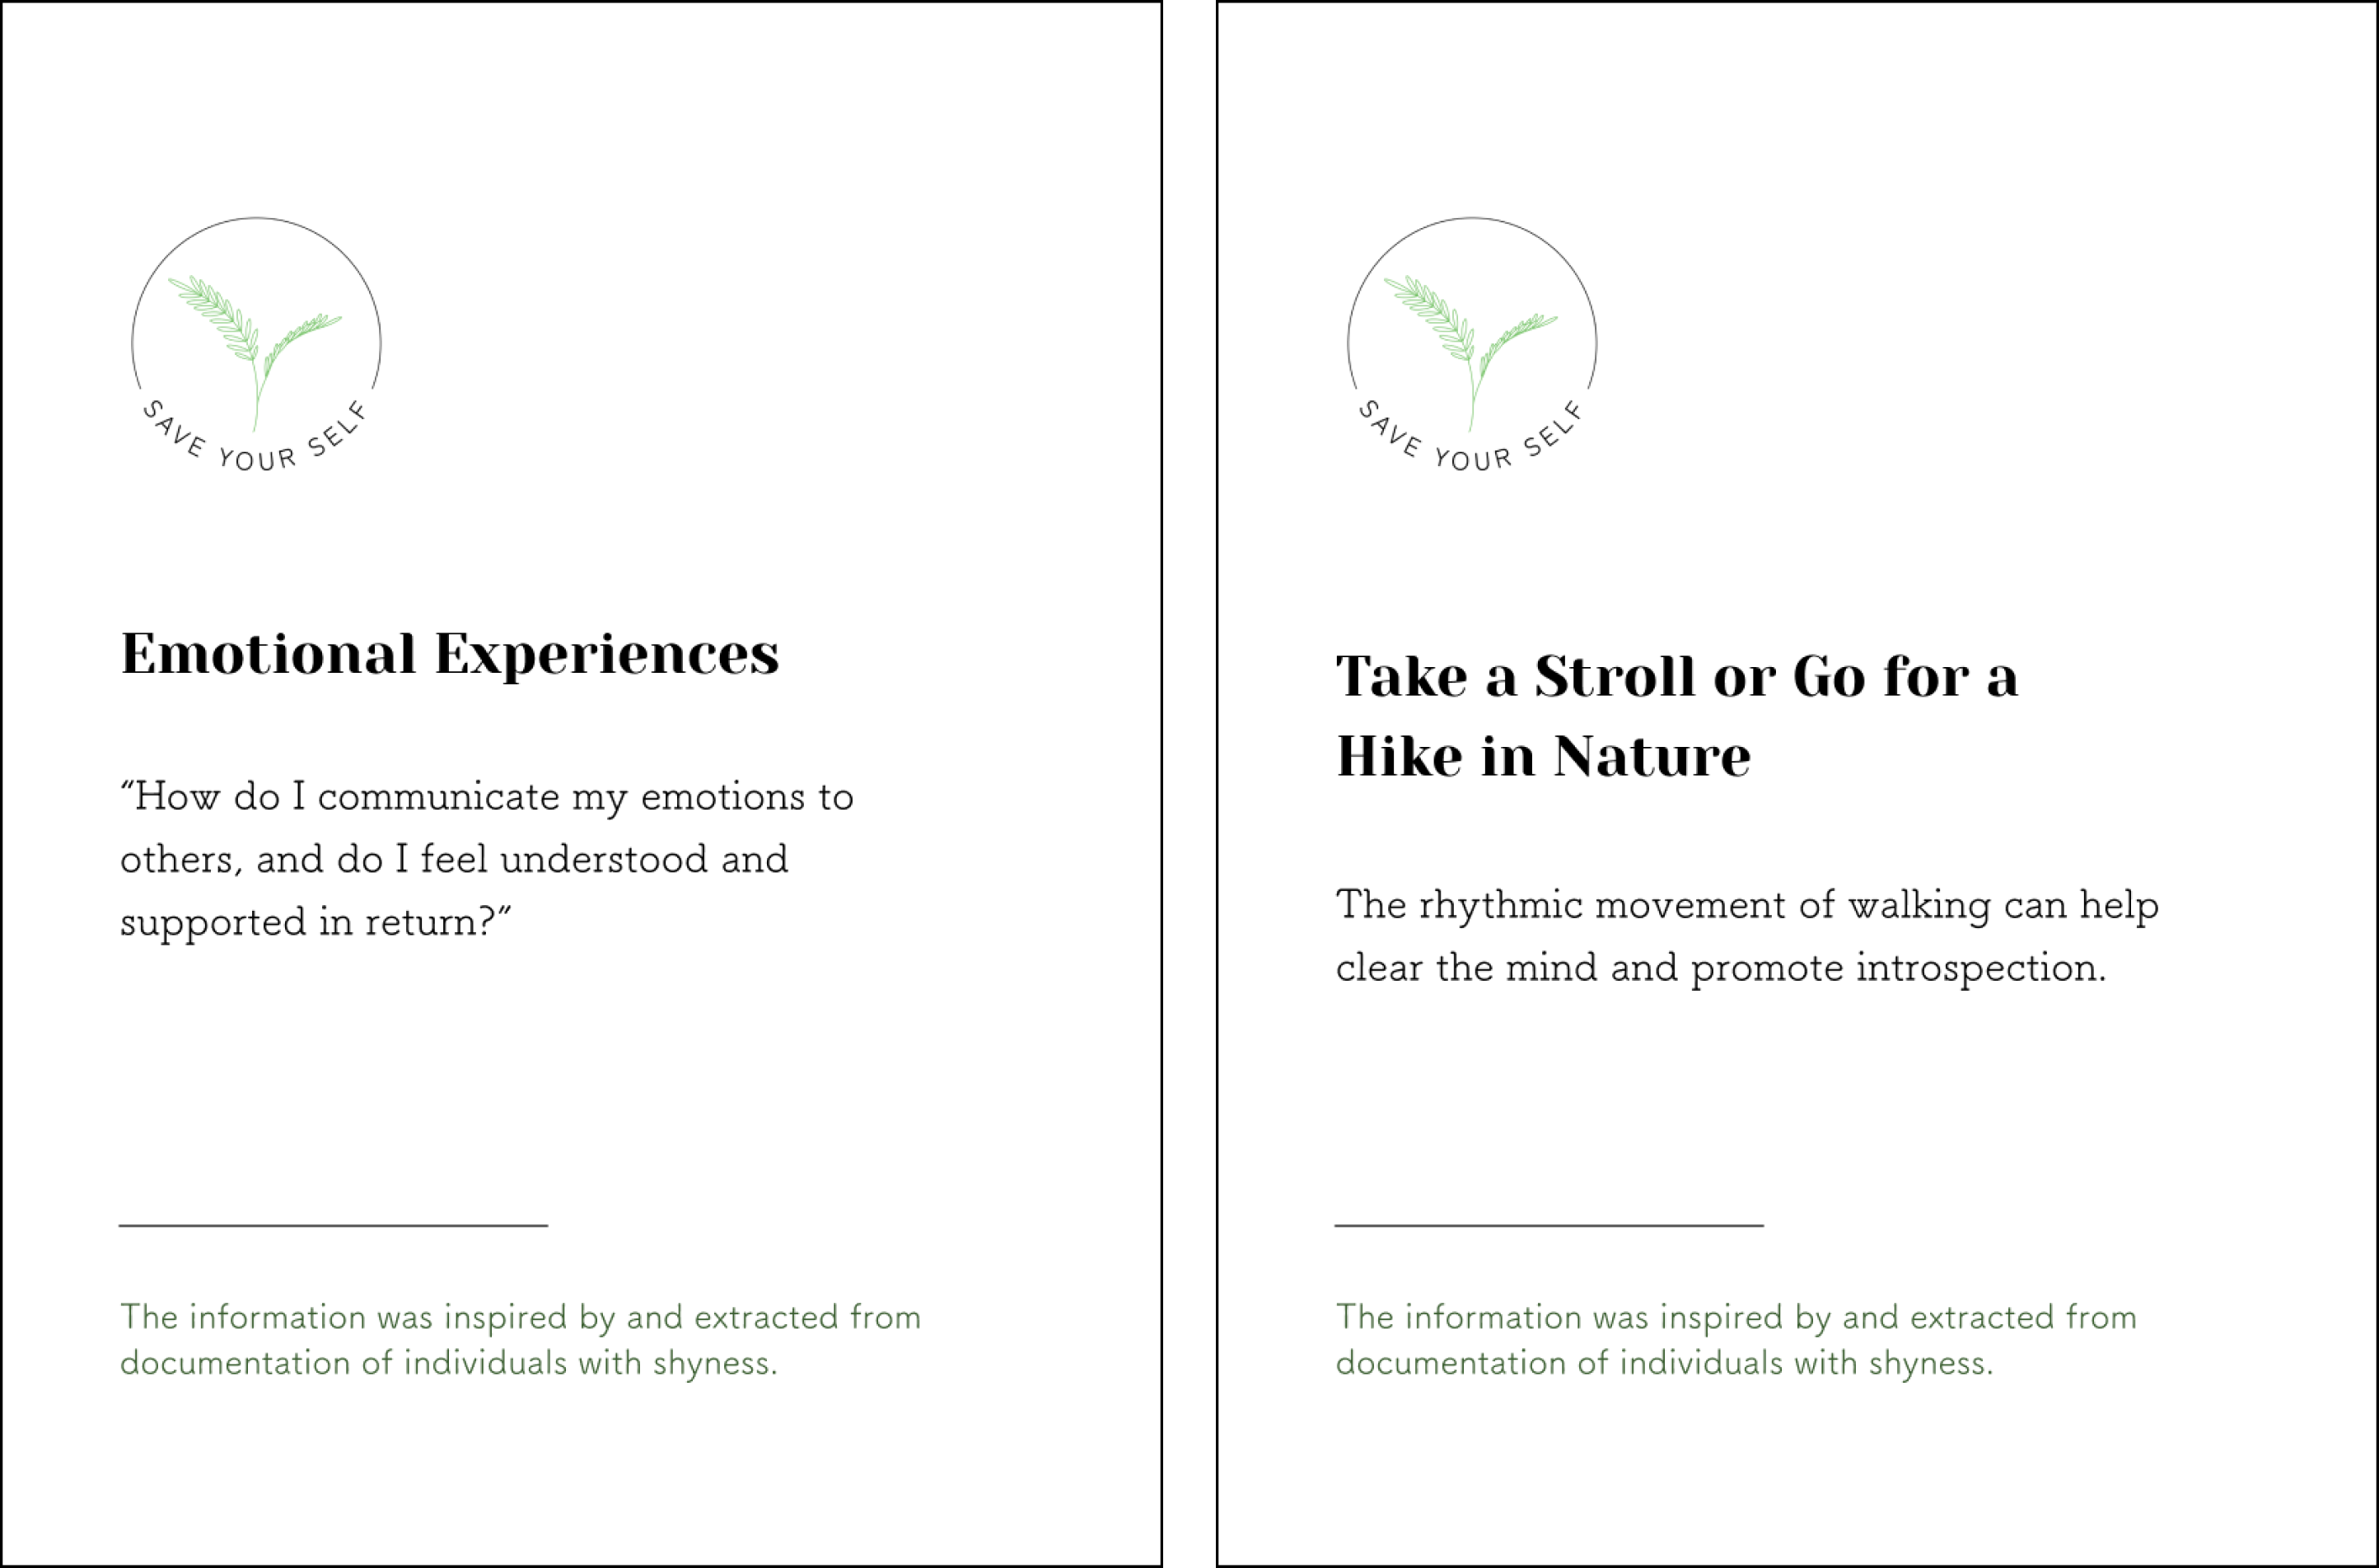 SAVE YOUR SELF
Emotional Experiences
“How do I communicate my emotions to
others, and do I feel understood and
supported in return?”
The information was inspired by and extracted from
documentation of individuals with shyness.
SAVE YOUR SELF
Take a Stroll or Go for a
Hike in Nature
The rhythmic movement of walking can help
clear the mind and promote introspection.
The information was inspired by and extracted from
documentation of individuals with shyness.